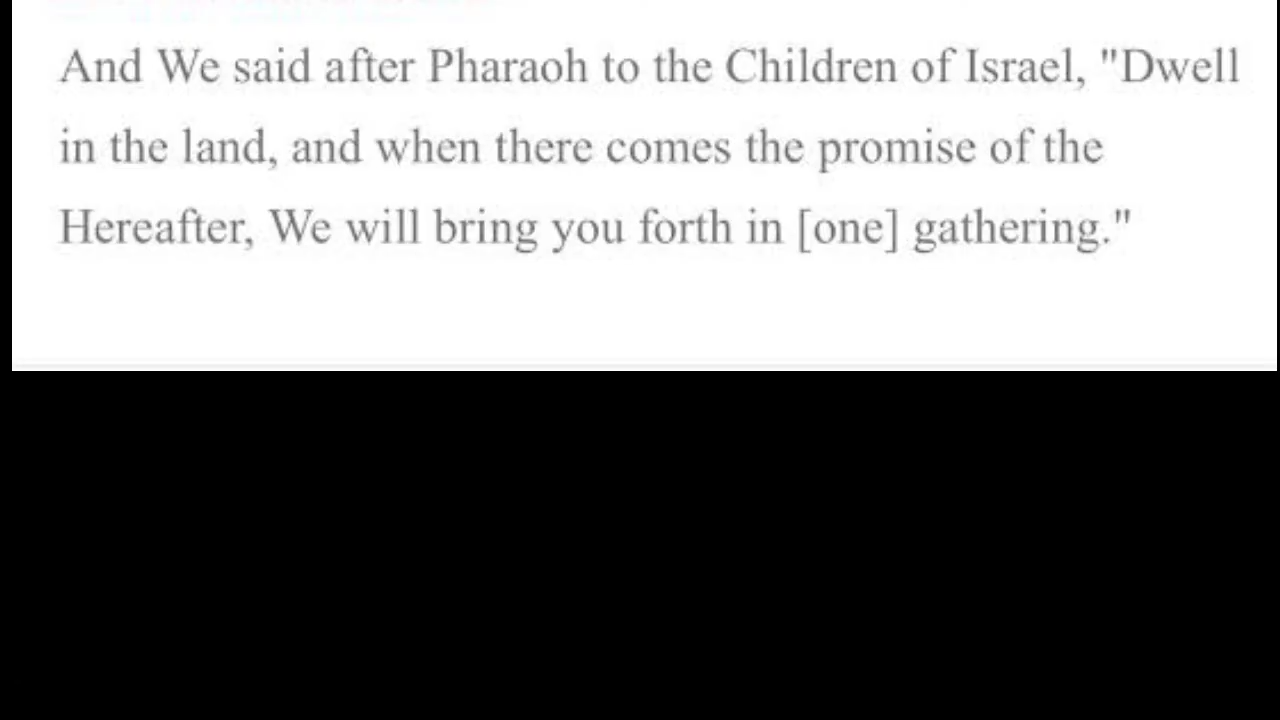 And We said after Pharaoh to the Children of Israel, "Dwell
in the land, and when there comes the promise of the
Hereafter, We will bring you forth in [one] gathering."